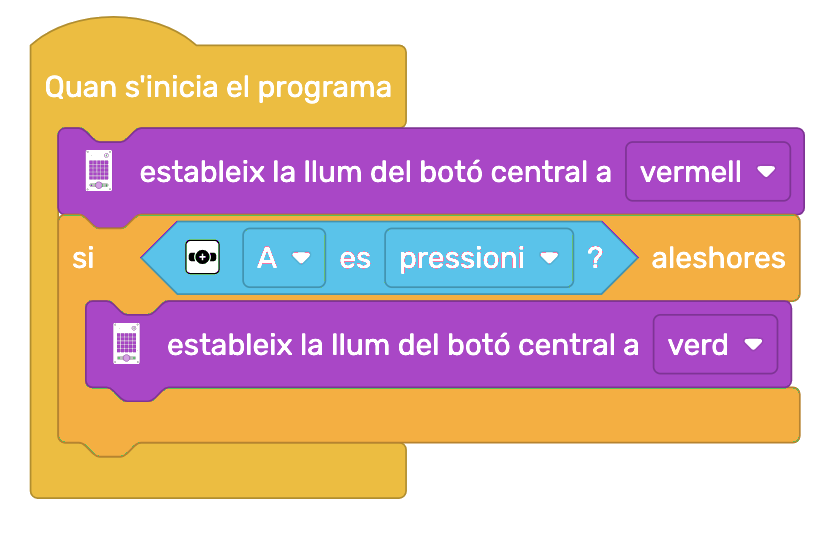 Quan s'inicia el programa
estableix la llum del botó central a vermell
si A es pressioni ? aleshores
estableix la llum del botó central a verd